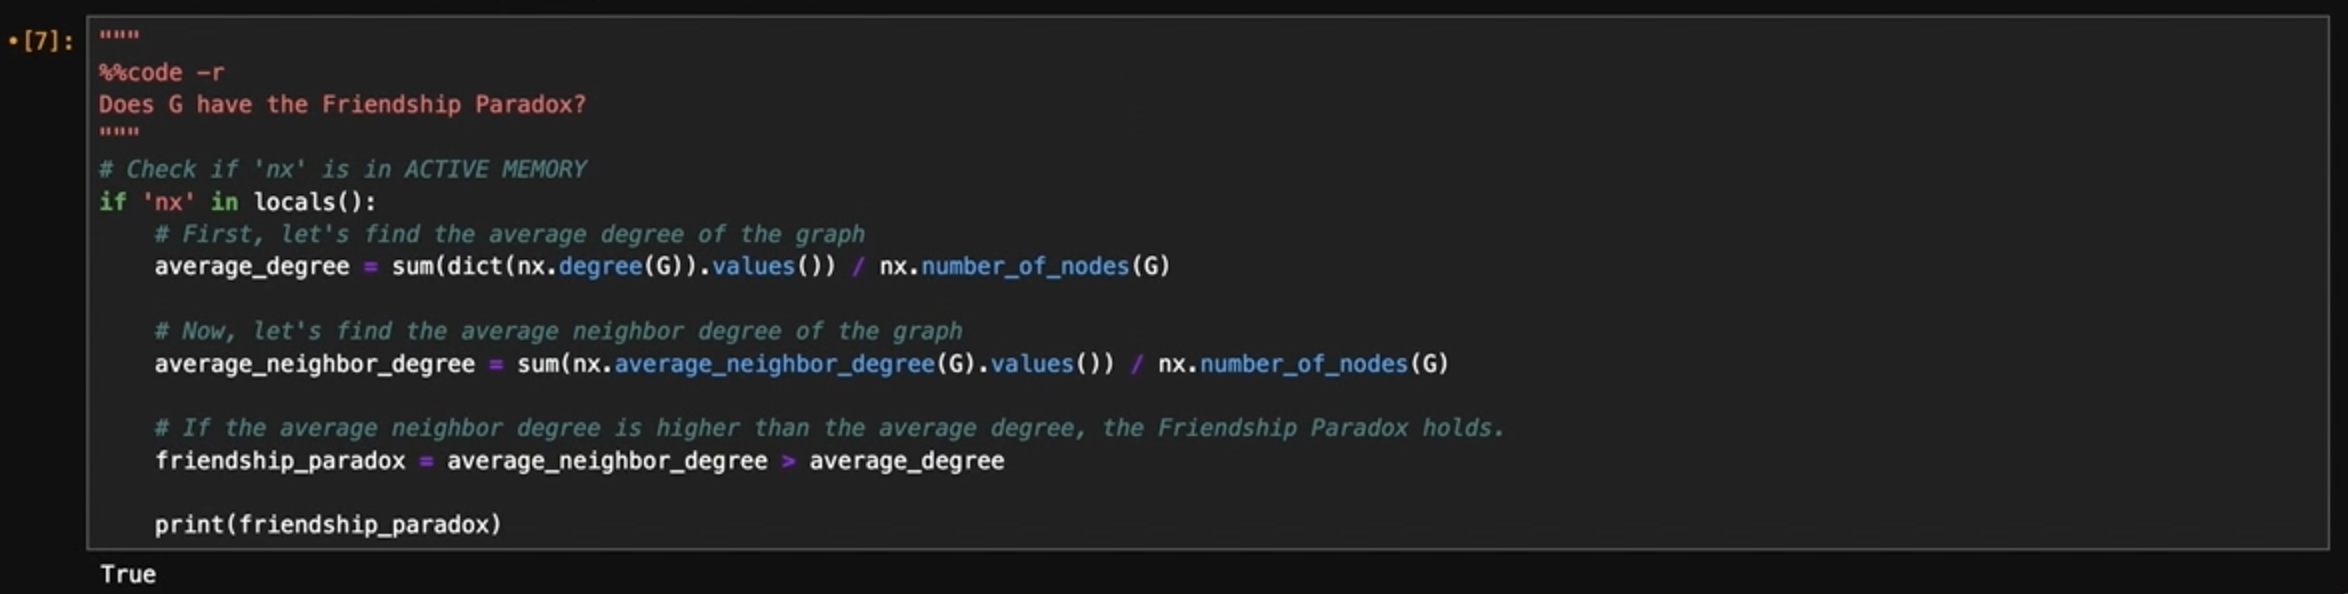 •[7]:
"""
%%code -r
Does G have the Friendship Paradox?
"""
# Check if 'nx' is in ACTIVE MEMORY
if 'nx' in locals():
    # First, let's find the average degree of the graph
    average_degree = sum(dict(nx.degree(G)).values()) / nx.number_of_nodes(G)

    # Now, let's find the average neighbor degree of the graph
    average_neighbor_degree = sum(nx.average_neighbor_degree(G).values()) / nx.number_of_nodes(G)

    # If the average neighbor degree is higher than the average degree, the Friendship Paradox holds.
    friendship_paradox = average_neighbor_degree > average_degree

    print(friendship_paradox)
True